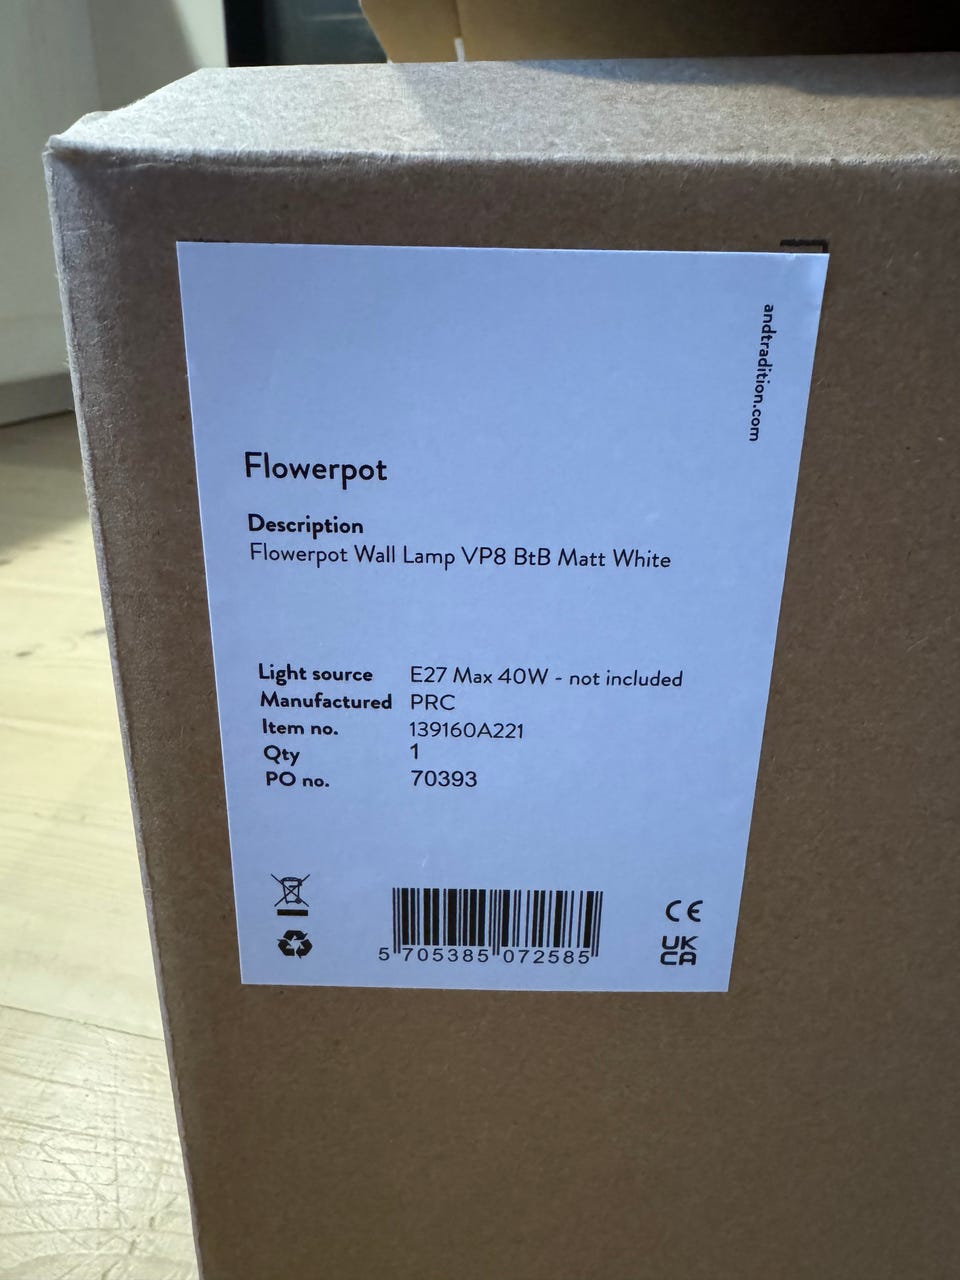 andtradition.com
Flowerpot
Description
Flowerpot Wall Lamp VP8 BtB Matt White
Light source E27 Max 40W - not included
Manufactured PRC
Item no. 139160A221
Qty 1
PO no. 70393
5 705385 072585
CE
UK
CA